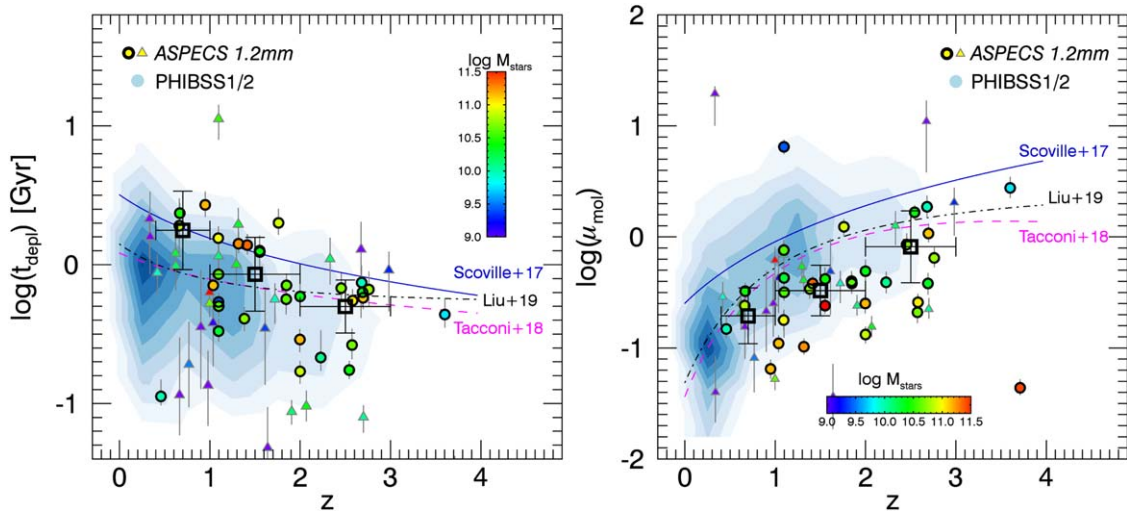 ASPECS 1.2mm
PHIBSS1/2
log M_stars
11.5
11.0
10.5
10.0
9.5
9.0
Scoville+17
Liu+19
Tacconi+18
log(t_depl) [Gyr]
1
0
-1
0 1 2 3 4 5
z
ASPECS 1.2mm
PHIBSS1/2
Scoville+17
Liu+19
Tacconi+18
log M_stars
9.0 9.5 10.0 10.5 11.0 11.5
log(μ_mol)
2
1
0
-1
-2
0 1 2 3 4 5
z